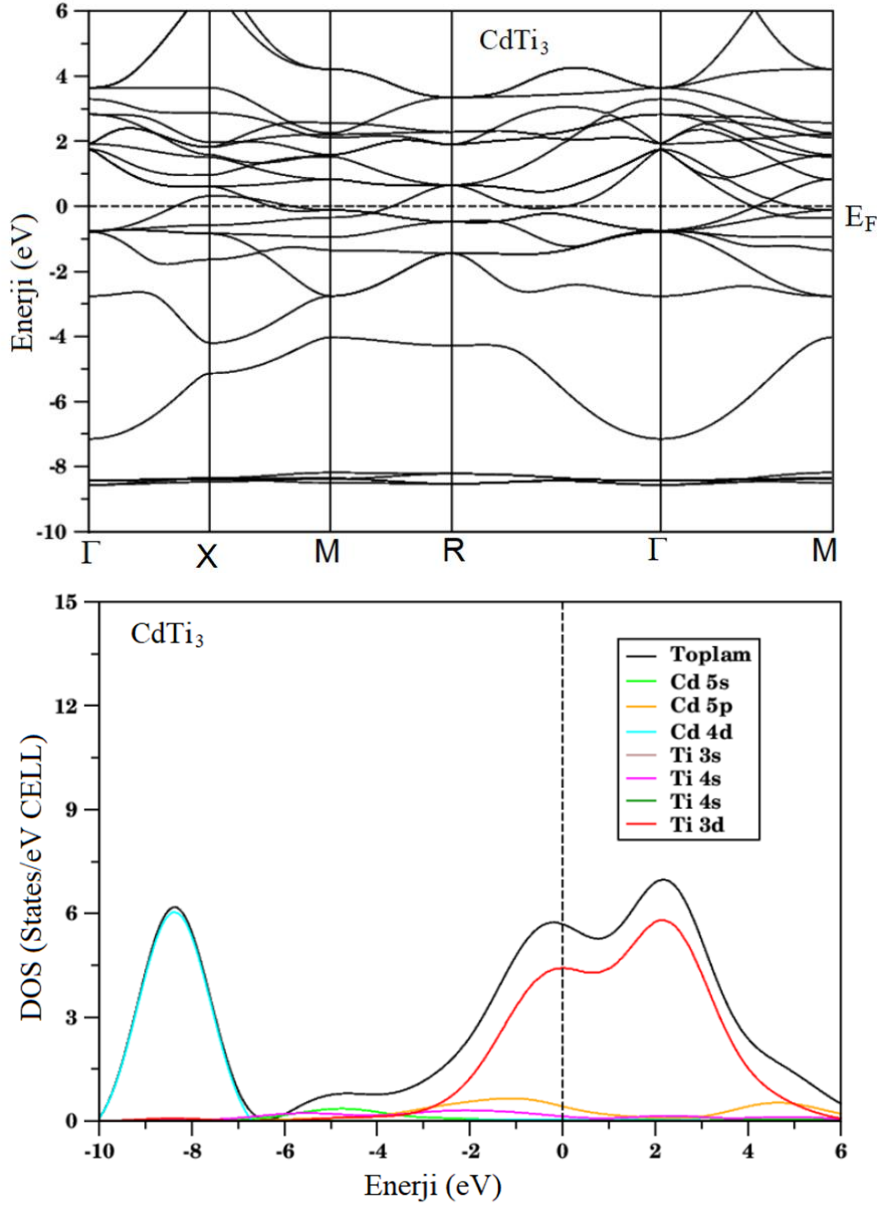 CdTi₃
6
4
2
0
-2
-4
-6
-8
-10
Enerji (eV)
E_F
Γ X M R Γ M
CdTi₃
15
12
9
6
3
0
DOS (States/eV CELL)
Toplam
Cd 5s
Cd 5p
Cd 4d
Ti 3s
Ti 4s
Ti 4s
Ti 3d
-10 -8 -6 -4 -2 0 2 4 6
Enerji (eV)